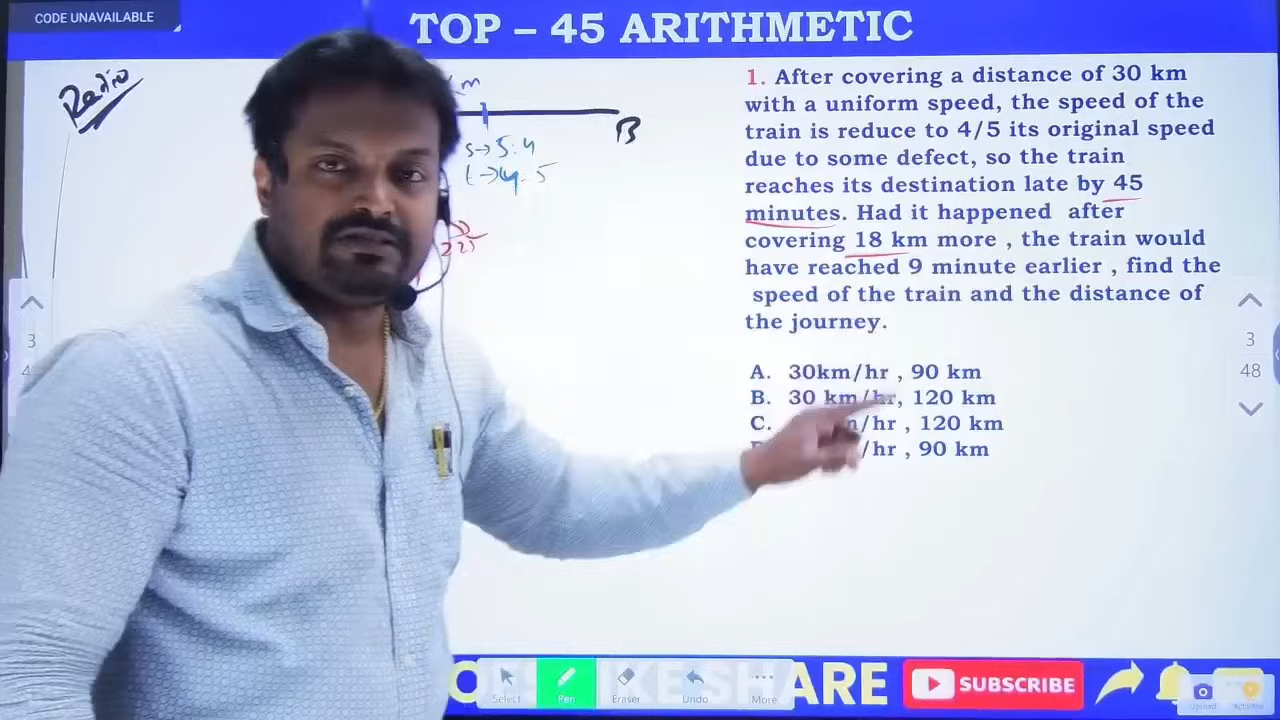 CODE UNAVAILABLE
TOP – 45 ARITHMETIC
Ratio
km
B
s → 5:4
t → 4:5
1. After covering a distance of 30 km
with a uniform speed, the speed of the
train is reduce to 4/5 its original speed
due to some defect, so the train
reaches its destination late by 45
minutes. Had it happened after
covering 18 km more , the train would
have reached 9 minute earlier , find the
speed of the train and the distance of
the journey.
A. 30km/hr , 90 km
B. 30 km/hr, 120 km
C. /hr , 120 km
/hr , 90 km
3
3
48
SHARE
SUBSCRIBE
Select
Pen
Eraser
Undo
More
Upload